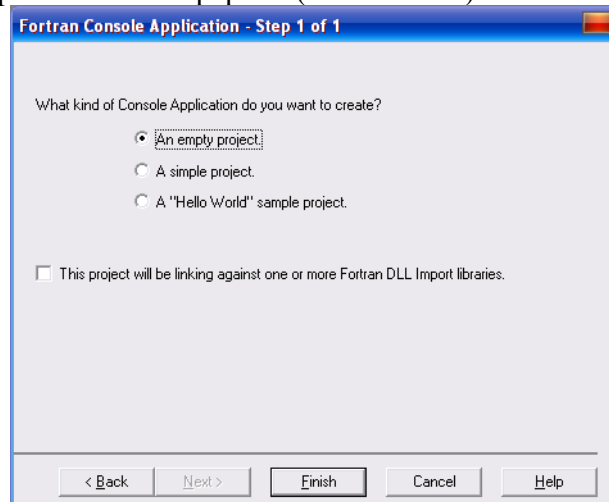 Fortran Console Application - Step 1 of 1
What kind of Console Application do you want to create?
An empty project.
A simple project.
A "Hello World" sample project.
This project will be linking against one or more Fortran DLL Import libraries.
< Back Next > Finish Cancel Help